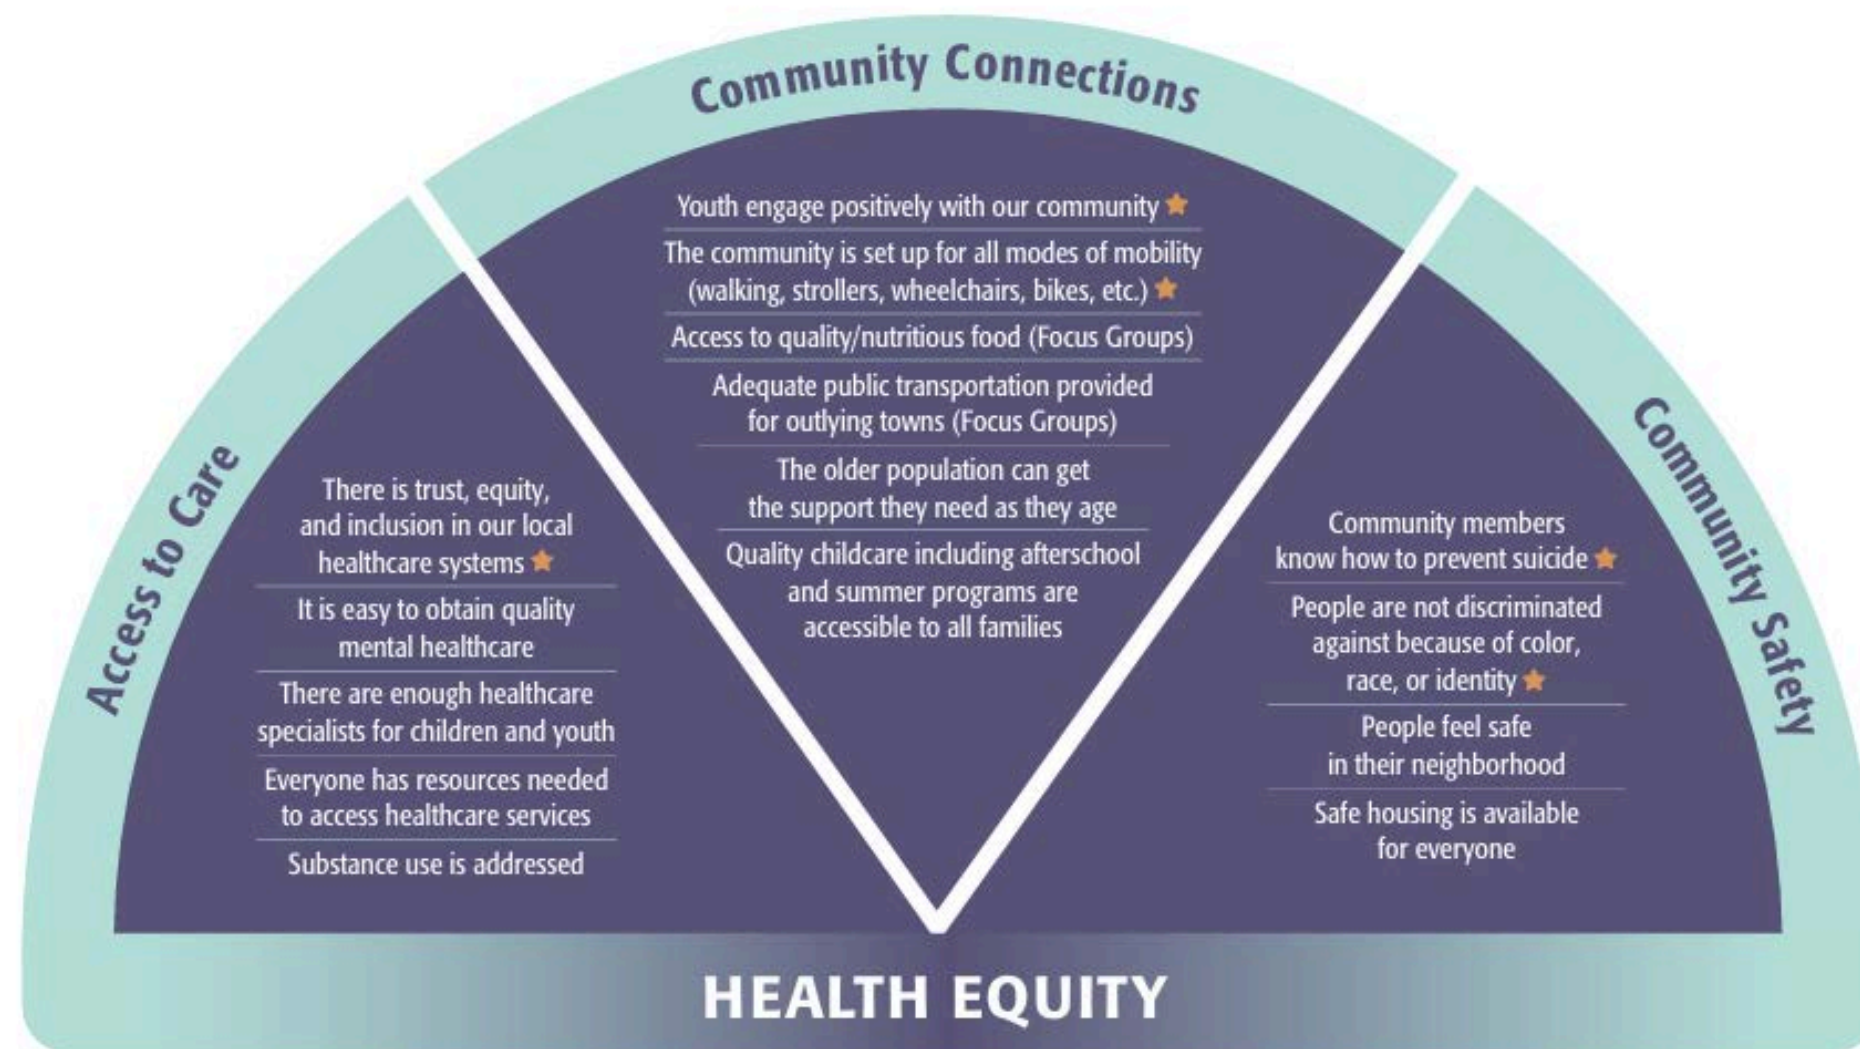 Community Connections
Youth engage positively with our community ★
The community is set up for all modes of mobility
(walking, strollers, wheelchairs, bikes, etc.) ★
Access to quality/nutritious food (Focus Groups)
Adequate public transportation provided
for outlying towns (Focus Groups)
The older population can get
the support they need as they age
Quality childcare including afterschool
and summer programs are
accessible to all families
Access to Care
There is trust, equity,
and inclusion in our local
healthcare systems ★
It is easy to obtain quality
mental healthcare
There are enough healthcare
specialists for children and youth
Everyone has resources needed
to access healthcare services
Substance use is addressed
Community Safety
Community members
know how to prevent suicide ★
People are not discriminated
against because of color,
race, or identity ★
People feel safe
in their neighborhood
Safe housing is available
for everyone
HEALTH EQUITY